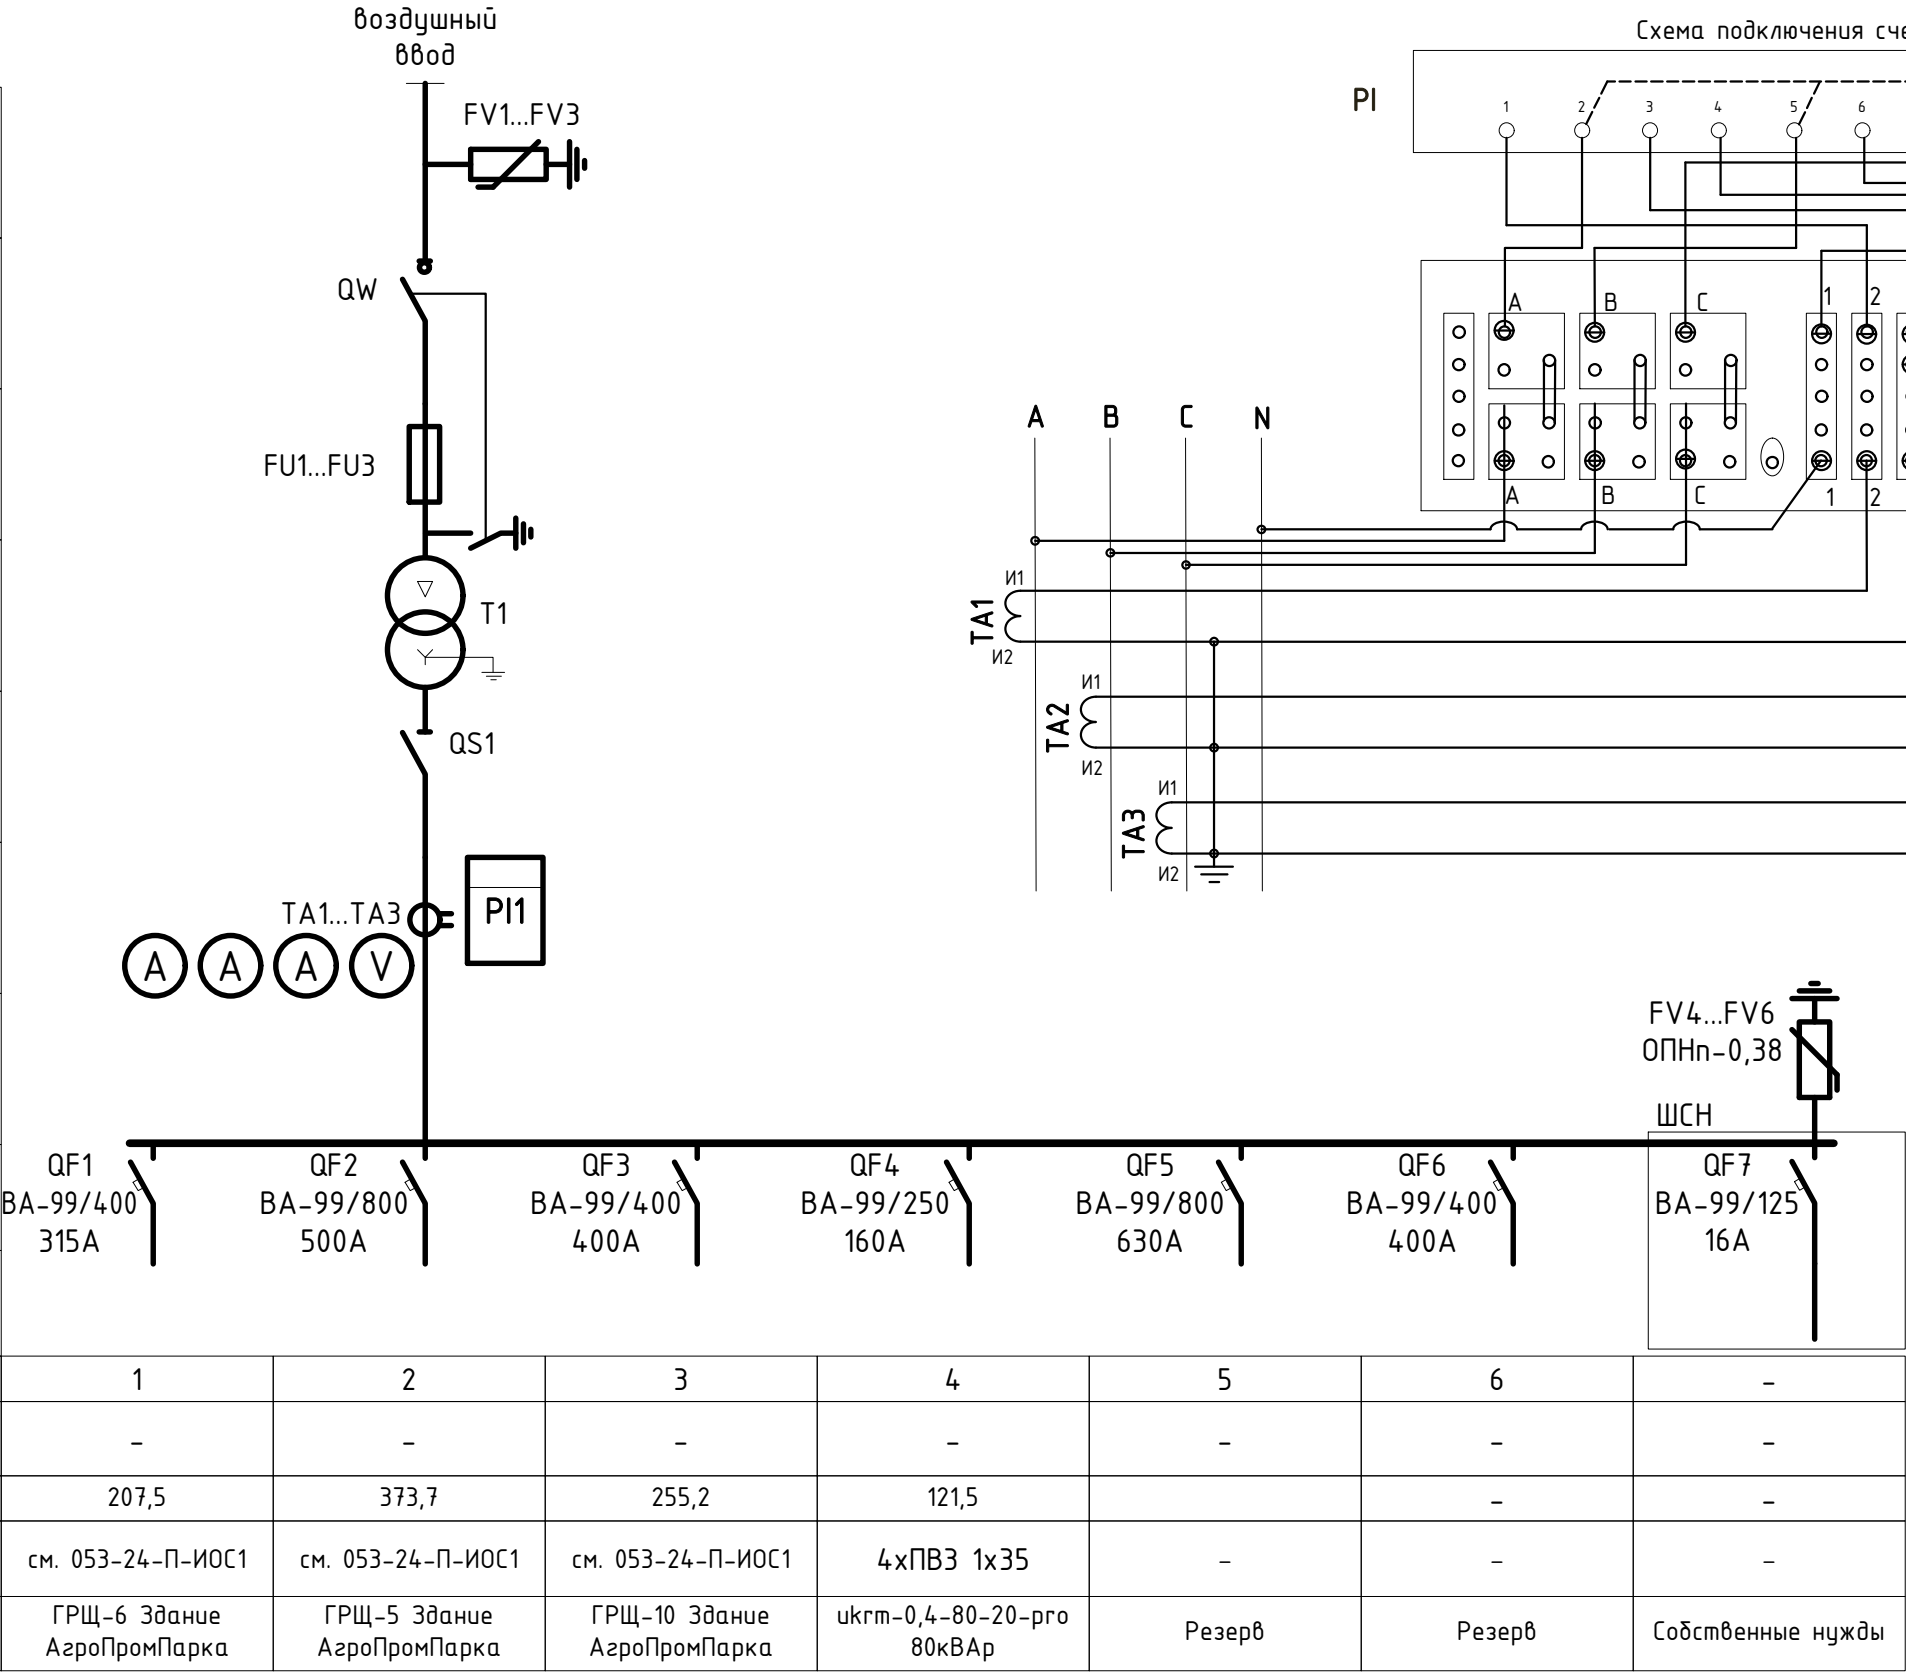 воздушный
ввод
FV1...FV3
QW
FU1...FU3
T1
QS1
TA1...TA3
PI1
A A A V
Схема подключения сче
PI
1 2 3 4 5 6
A B C 1 2
A B C 1 2
A B C N
И1
TA1
И2
И1
TA2
И2
И1
TA3
И2
FV4...FV6
ОПНп-0,38
ШСН
QF1
ВА-99/400
315А
QF2
ВА-99/800
500А
QF3
ВА-99/400
400А
QF4
ВА-99/250
160А
QF5
ВА-99/800
630А
QF6
ВА-99/400
400А
QF7
ВА-99/125
16А
1 2 3 4 5 6 -
- - - - - - -
207,5 373,7 255,2 121,5 - -
см. 053-24-П-ИОС1 см. 053-24-П-ИОС1 см. 053-24-П-ИОС1 4хПВ3 1х35 - - -
ГРЩ-6 Здание
АгроПромПарка
ГРЩ-5 Здание
АгроПромПарка
ГРЩ-10 Здание
АгроПромПарка
ukrm-0,4-80-20-pro
80кВАр
Резерв
Резерв
Собственные нужды